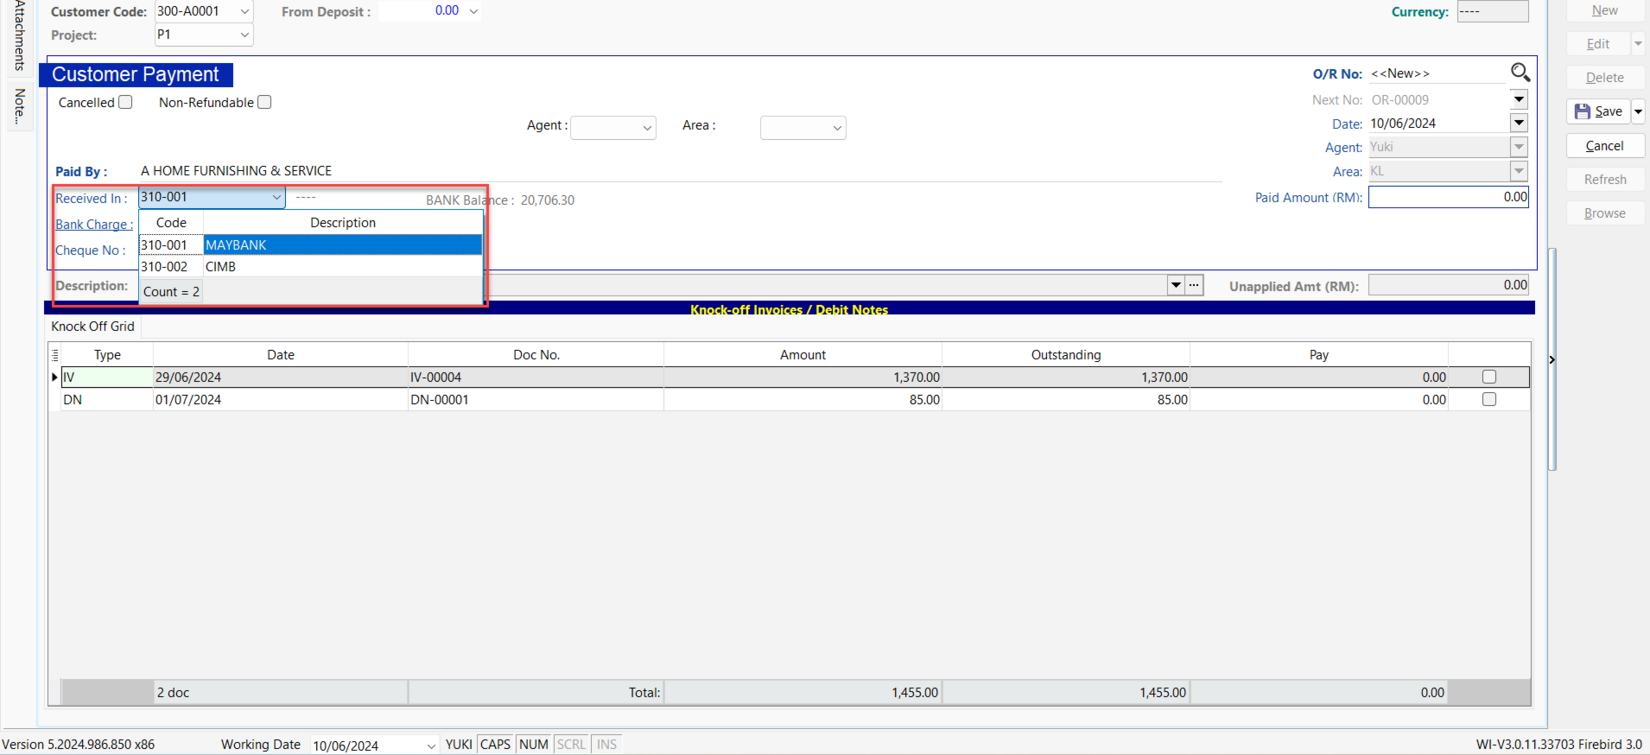 Attachments
Note...
Customer Code: 300-A0001 From Deposit : 0.00 Currency: ----
Project: P1
Customer Payment
Cancelled Non-Refundable
O/R No: <<New>>
Next No: OR-00009
Agent : Area : Date: 10/06/2024
Agent: Yuki
Paid By : A HOME FURNISHING & SERVICE Area: KL
Received In : 310-001 ---- BANK Balance : 20,706.30 Paid Amount (RM): 0.00
Bank Charge : Code Description
Cheque No : 310-001 MAYBANK
310-002 CIMB
Description: Count = 2 ... Unapplied Amt (RM): 0.00
Knock-off Invoices / Debit Notes
Knock Off Grid
Type Date Doc No. Amount Outstanding Pay
IV 29/06/2024 IV-00004 1,370.00 1,370.00 0.00
DN 01/07/2024 DN-00001 85.00 85.00 0.00
2 doc Total: 1,455.00 1,455.00 0.00
New
Edit
Delete
Save
Cancel
Refresh
Browse
Version 5.2024.986.850 x86 Working Date 10/06/2024 YUKI CAPS NUM SCRL INS WI-V3.0.11.33703 Firebird 3.0